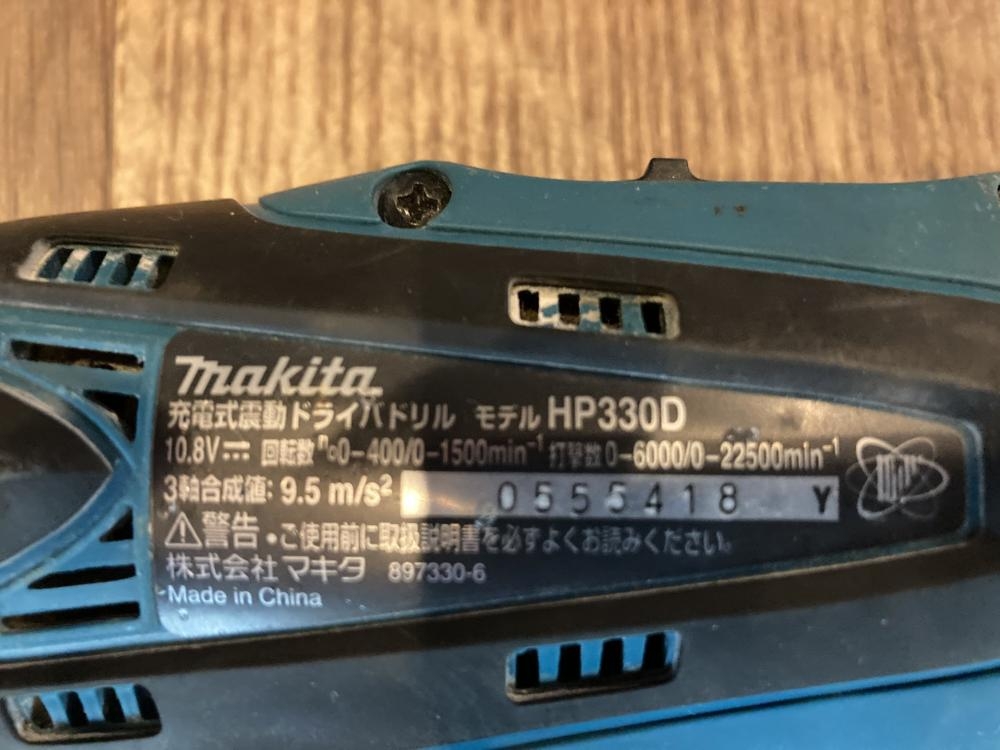 makita
充電式震動ドライバドリル モデル HP330D
10.8V⎓ 回転数 n0 0-400/0-1500min-1 打撃数 0-6000/0-22500min-1
3軸合成値: 9.5 m/s2 0555418 Y
⚠警告 ・ご使用前に取扱説明書を必ずよくお読みください。
株式会社 マキタ 897330-6
Made in China